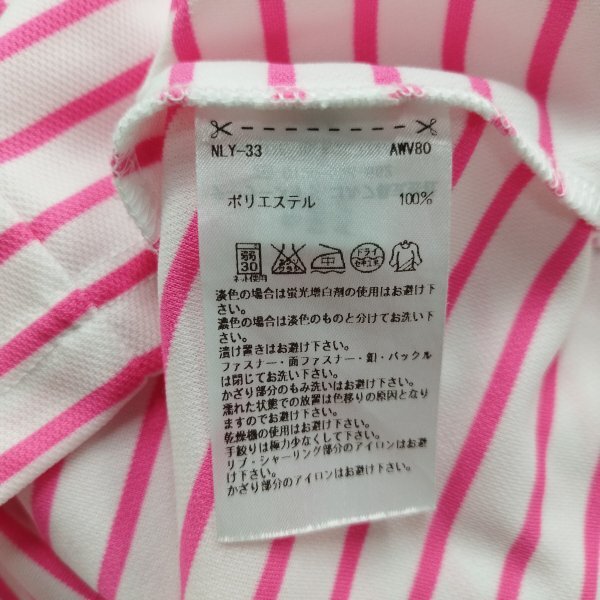 NLY-33 AWV80
ポリエステル 100%
弱 30 中 ドライ セキユ系
ネット使用
淡色の場合は蛍光増白剤の使用はお避け下
さい。
濃色の場合は淡色のものと分けてお洗い下
さい。
漬け置きはお避け下さい。
ファスナー・面ファスナー・釦・バックル
は閉じてお洗い下さい。
かざり部分のもみ洗いはお避け下さい。
濡れた状態での放置は色移りの原因となり
ますのでお避け下さい。
乾燥機の使用はお避け下さい。
手絞りは極力少なくして下さい。
リブ・シャーリング部分のアイロンはお避
け下さい。
かざり部分のアイロンはお避け下さい。